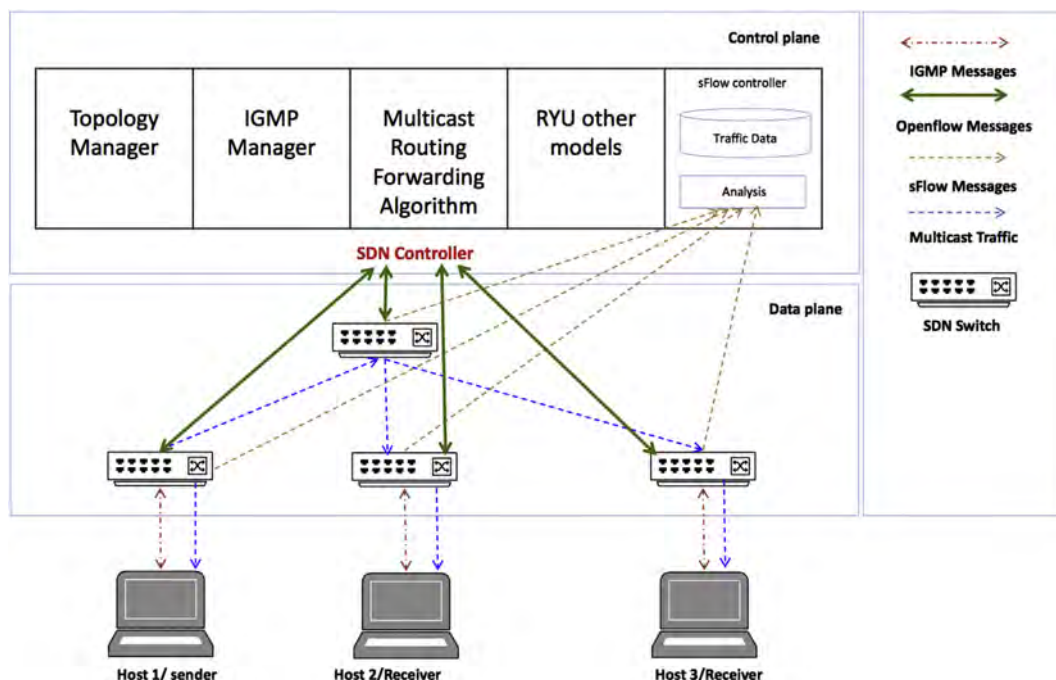 Control plane
Topology
Manager
IGMP
Manager
Multicast
Routing
Forwarding
Algorithm
RYU other
models
sFlow controller
Traffic Data
Analysis
SDN Controller
Data plane
Host 1/ sender
Host 2/Receiver
Host 3/Receiver
IGMP Messages
Openflow Messages
sFlow Messages
Multicast Traffic
SDN Switch